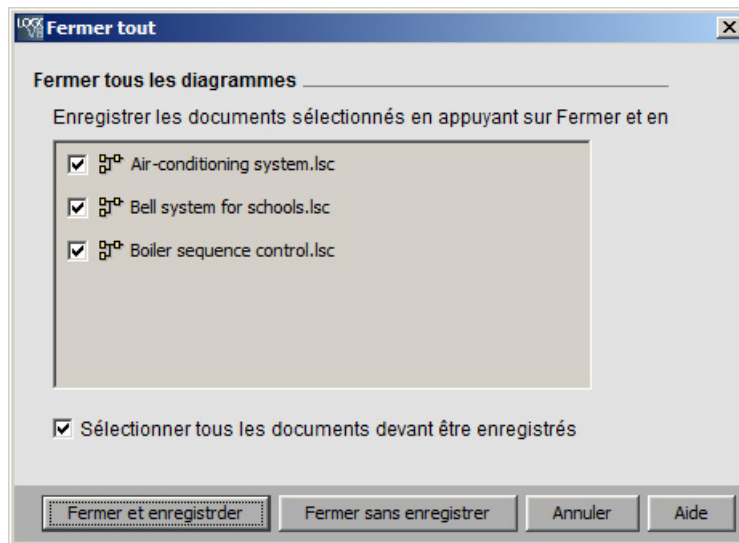 Fermer tout
Fermer tous les diagrammes
Enregistrer les documents sélectionnés en appuyant sur Fermer et en
Air-conditioning system.lsc
Bell system for schools.lsc
Boiler sequence control.lsc
Sélectionner tous les documents devant être enregistrés
Fermer et enregistrder Fermer sans enregistrer Annuler Aide